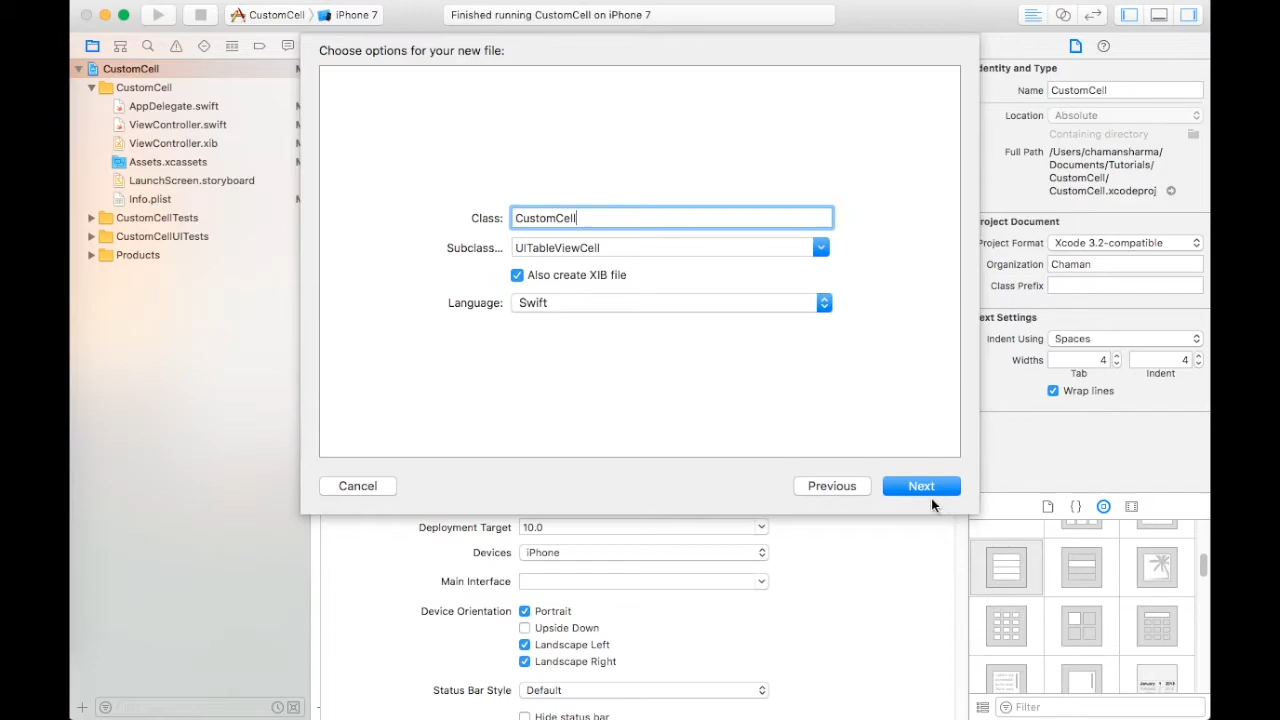 CustomCell iPhone 7
Finished running CustomCell on iPhone 7
CustomCell
CustomCell
AppDelegate.swift M
ViewController.swift M
ViewController.xib M
Assets.xcassets
LaunchScreen.storyboard
Info.plist M
CustomCellTests
CustomCellUITests
Products
Choose options for your new file:
Class: CustomCell
Subclass... UITableViewCell
Also create XIB file
Language: Swift
Cancel
Previous
Next
Deployment Target 10.0
Devices iPhone
Main Interface
Device Orientation Portrait
Upside Down
Landscape Left
Landscape Right
Status Bar Style Default
Hide status bar
dentity and Type
Name CustomCell
Location Absolute
Containing directory
Full Path /Users/chamansharma/
Documents/Tutorials/
CustomCell/
CustomCell.xcodeproj
roject Document
Project Format Xcode 3.2-compatible
Organization Chaman
Class Prefix
ext Settings
Indent Using Spaces
Widths 4 4
Tab Indent
Wrap lines
{ }
Filter